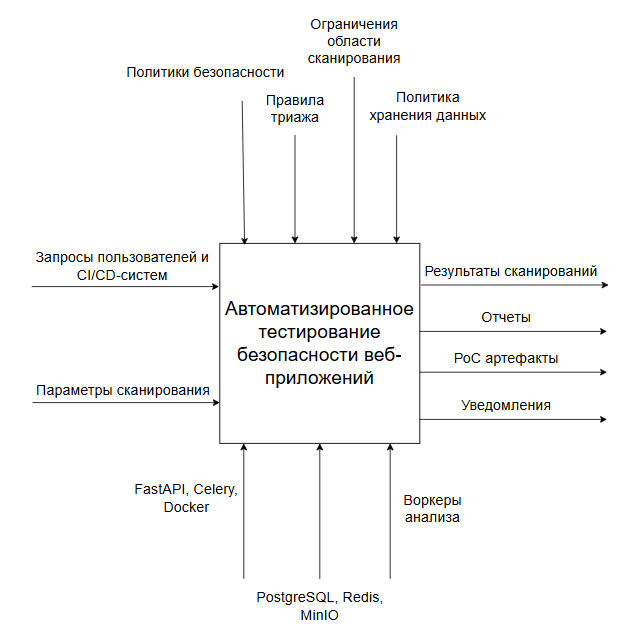 Ограничения
области
сканирования
Политики безопасности
Правила
триажа
Политика
хранения данных
Запросы пользователей и
CI/CD-систем
Параметры сканирования
Автоматизированное
тестирование
безопасности веб-
приложений
Результаты сканирований
Отчеты
PoC артефакты
Уведомления
FastAPI, Celery,
Docker
PostgreSQL, Redis,
MinIO
Воркеры
анализа